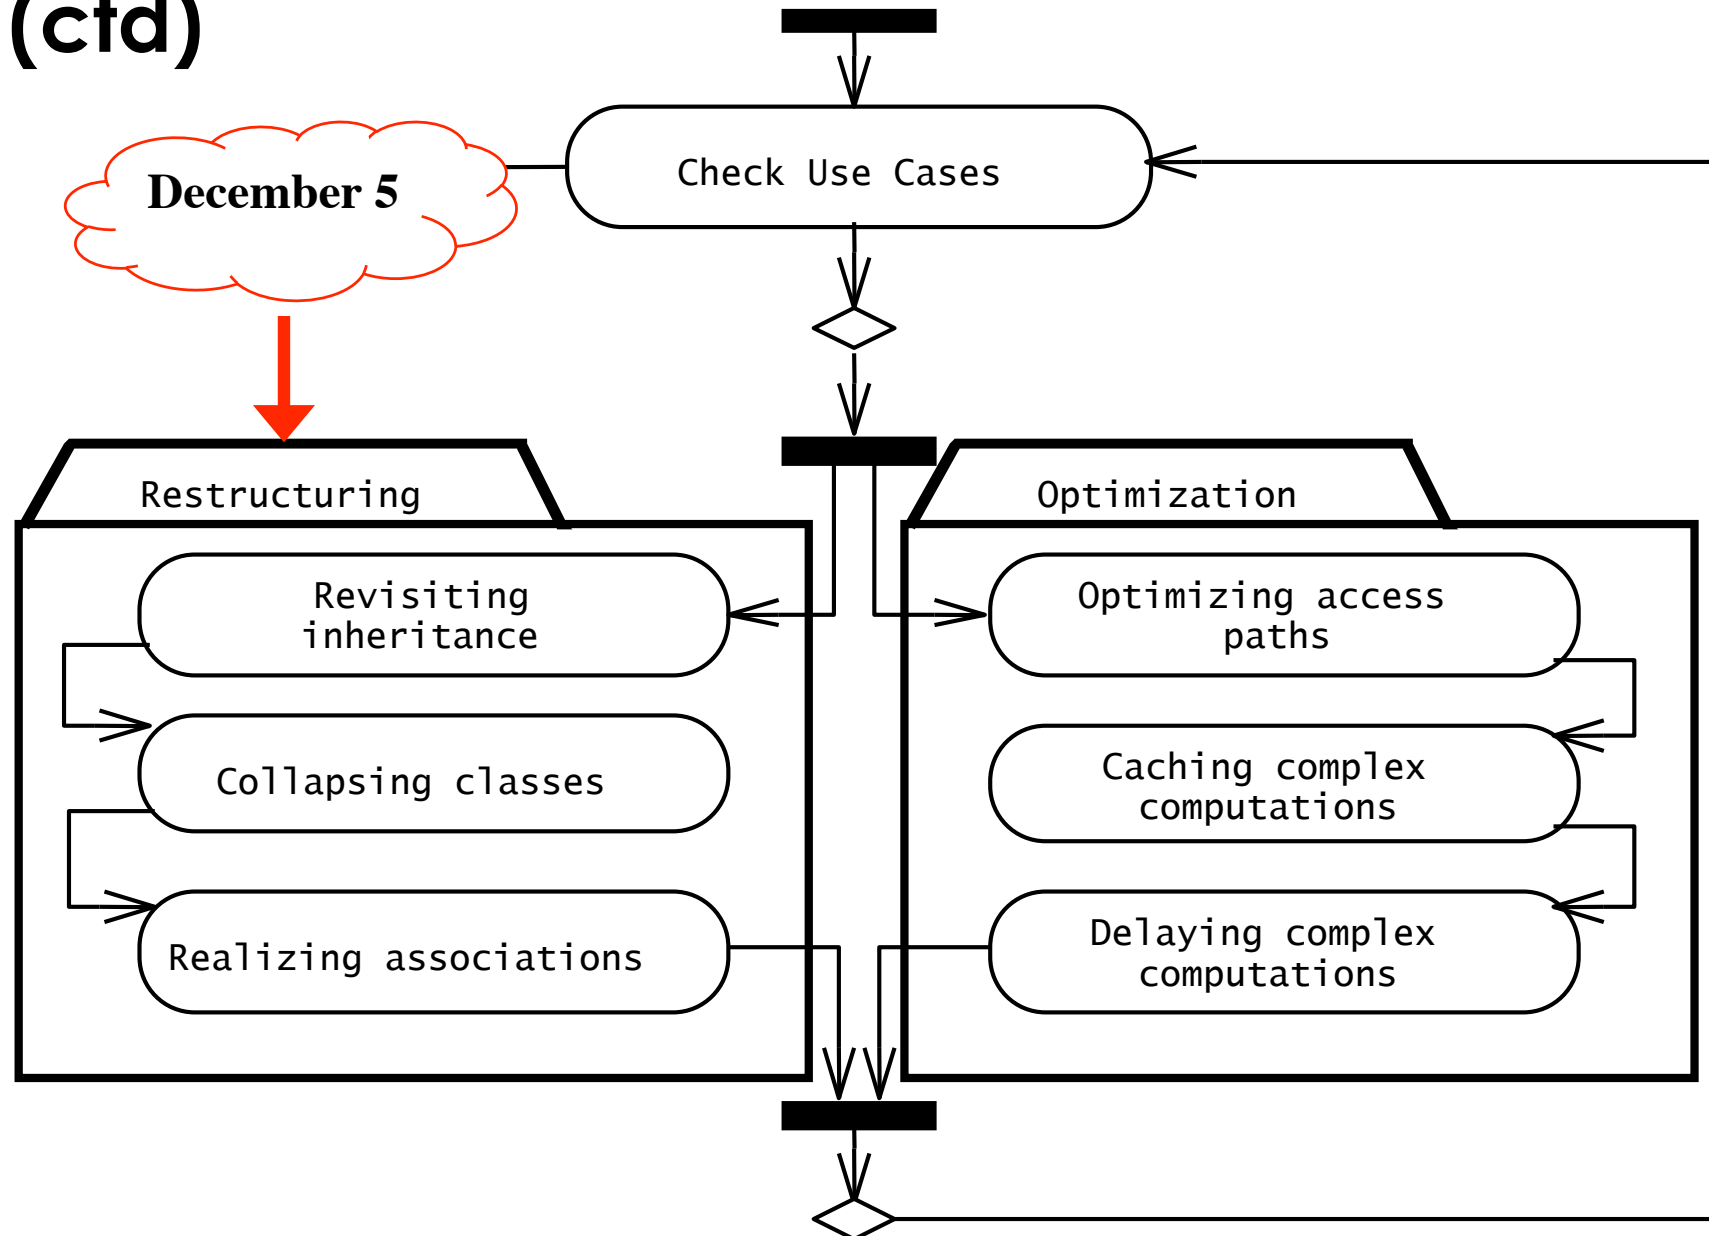 (ctd)
Check Use Cases
December 5
Restructuring
Optimization
Revisiting
inheritance
Optimizing access
paths
Collapsing classes
Caching complex
computations
Realizing associations
Delaying complex
computations